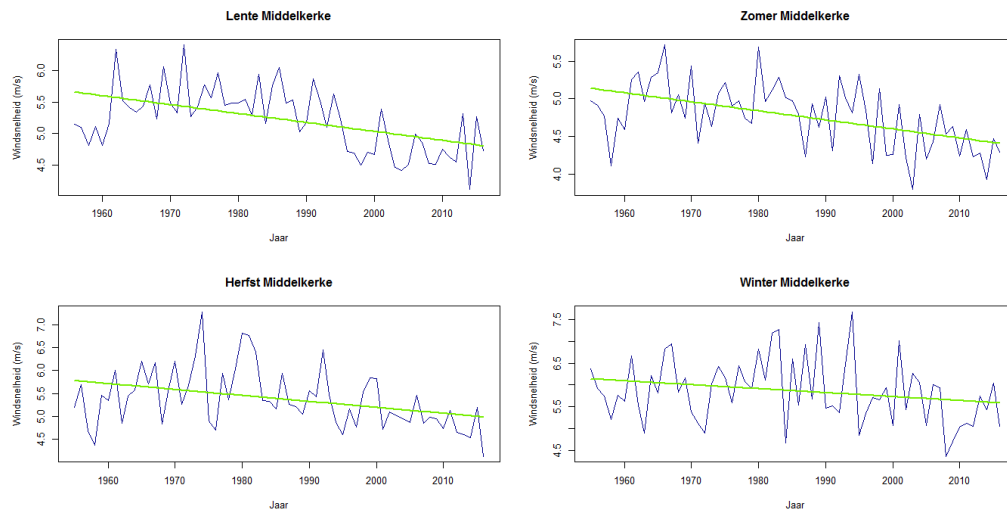 Lente Middelkerke
Windsnelheid (m/s)
4.5 5.0 5.5 6.0
1960 1970 1980 1990 2000 2010
Jaar
Zomer Middelkerke
Windsnelheid (m/s)
4.0 4.5 5.0 5.5
1960 1970 1980 1990 2000 2010
Jaar
Herfst Middelkerke
Windsnelheid (m/s)
4.5 5.0 5.5 6.0 6.5 7.0
1960 1970 1980 1990 2000 2010
Jaar
Winter Middelkerke
Windsnelheid (m/s)
4.5 5.5 6.5 7.5
1960 1970 1980 1990 2000 2010
Jaar